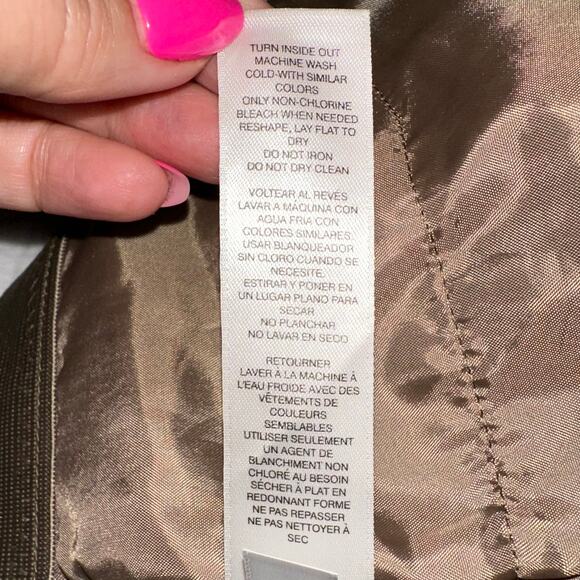 TURN INSIDE OUT
MACHINE WASH
COLD-WITH SIMILAR
COLORS
ONLY NON-CHLORINE
BLEACH WHEN NEEDED
RESHAPE, LAY FLAT TO
DRY
DO NOT IRON
DO NOT DRY CLEAN
VOLTEAR AL REVÉS
LAVAR A MÁQUINA CON
AGUA FRIA CON
COLORES SIMILARES.
USAR BLANQUEADOR
SIN CLORO CUANDO SE
NECESITE.
ESTIRAR Y PONER EN
UN LUGAR PLANO PARA
SECAR
NO PLANCHAR
NO LAVAR EN SECO
RETOURNER
LAVER À LA MACHINE À
L'EAU FROIDE AVEC DES
VÊTEMENTS DE
COULEURS
SEMBLABLES
UTILISER SEULEMENT
UN AGENT DE
BLANCHIMENT NON
CHLORÉ AU BESOIN
SÉCHER À PLAT EN
REDONNANT FORME
NE PAS REPASSER
NE PAS NETTOYER À
SEC